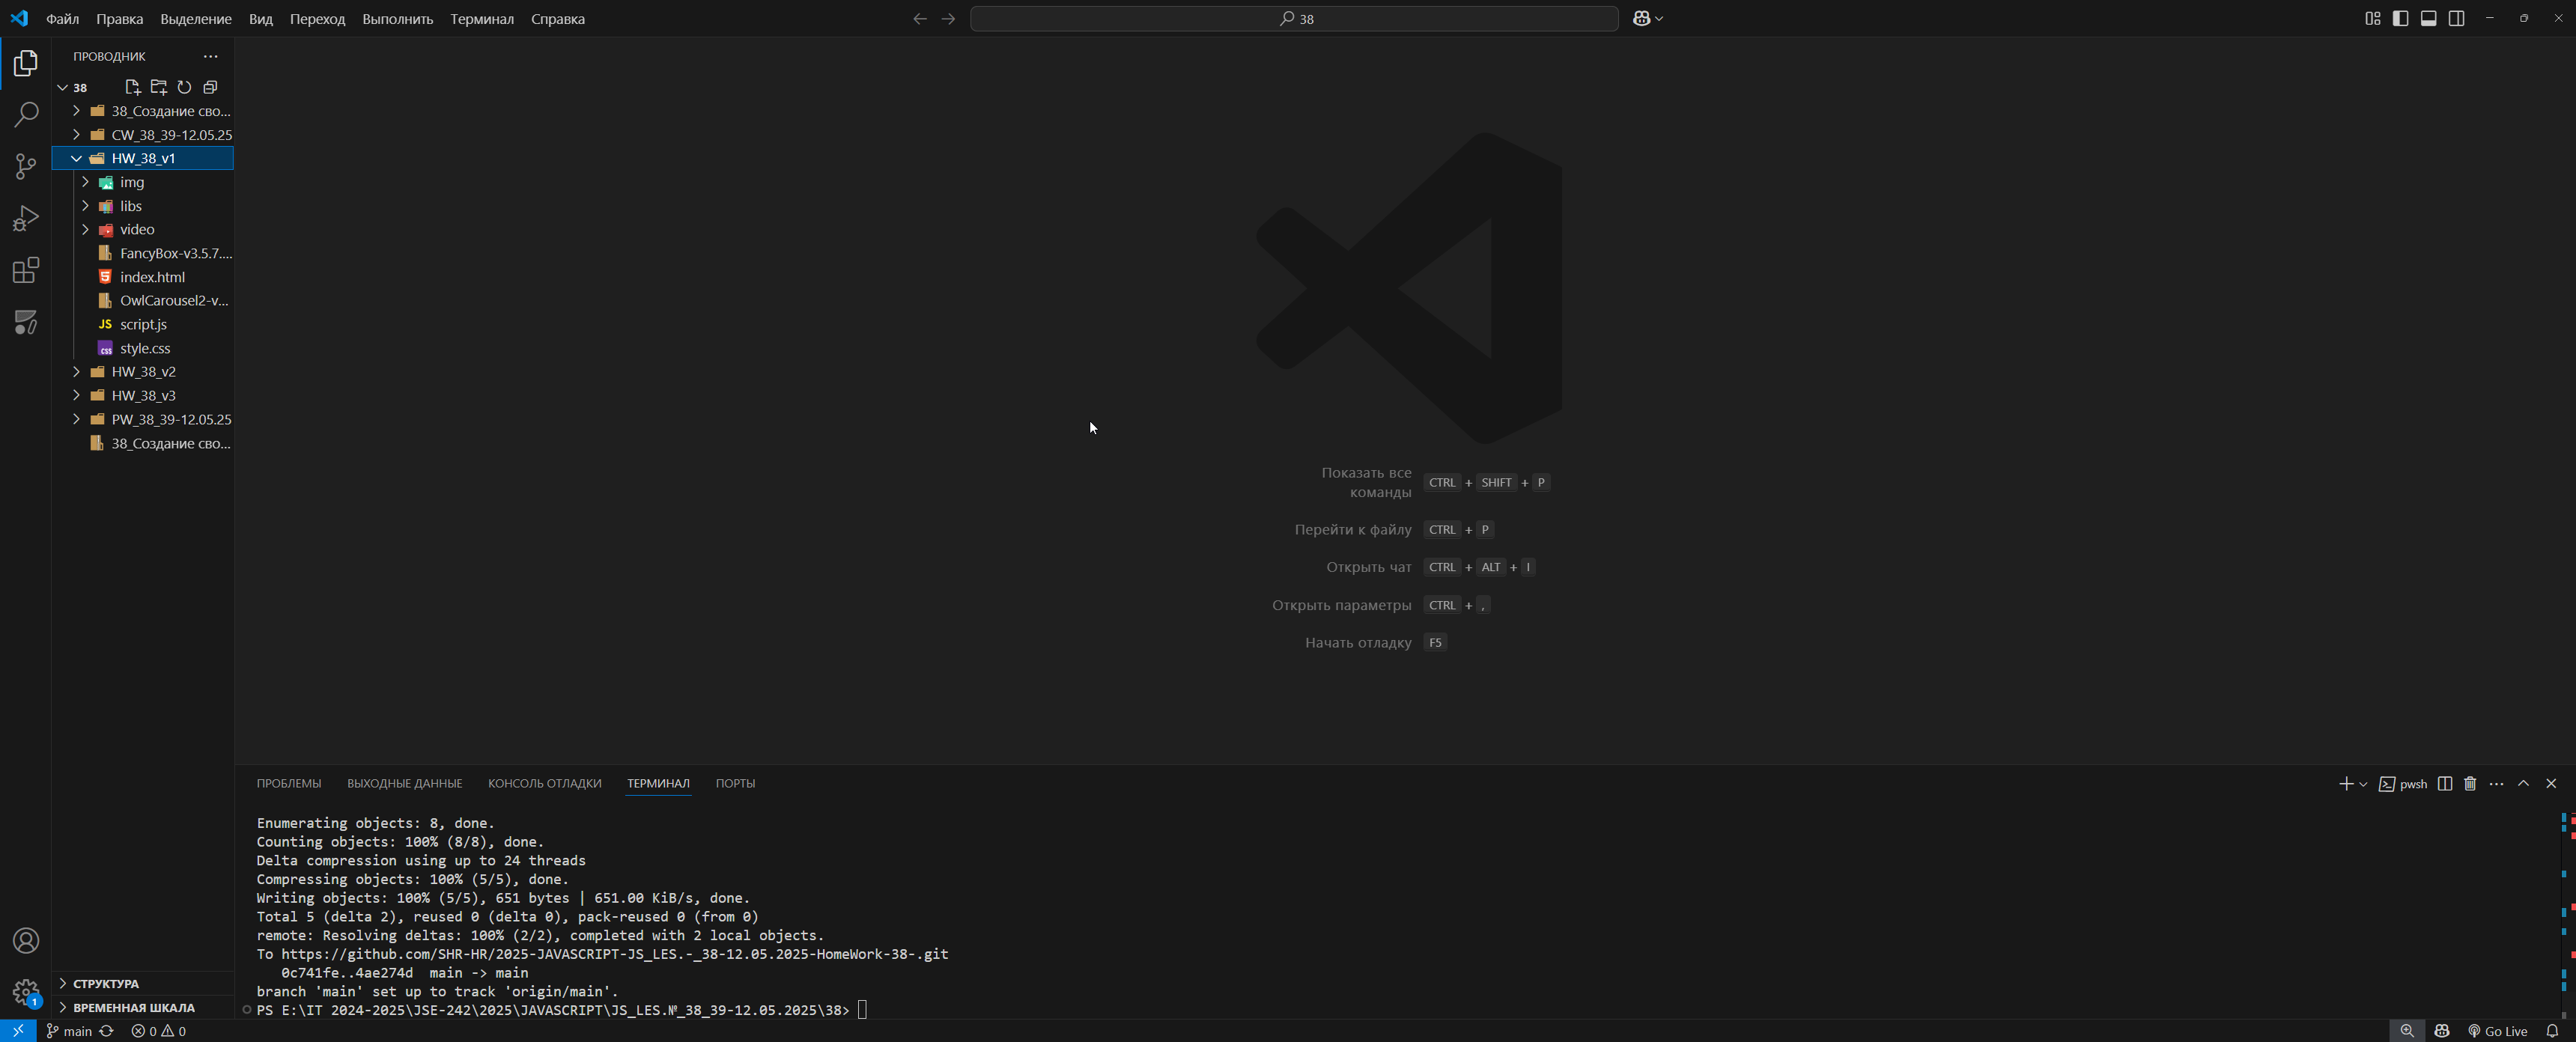 Файл Правка Выделение Вид Переход Выполнить Терминал Справка
38
ПРОВОДНИК
38
38_Создание сво...
CW_38_39-12.05.25
HW_38_v1
img
libs
video
FancyBox-v3.5.7....
index.html
OwlCarousel2-v...
JS script.js
css style.css
HW_38_v2
HW_38_v3
PW_38_39-12.05.25
38_Создание сво...
СТРУКТУРА
ВРЕМЕННАЯ ШКАЛА
Показать все
команды CTRL + SHIFT + P
Перейти к файлу CTRL + P
Открыть чат CTRL + ALT + I
Открыть параметры CTRL + ,
Начать отладку F5
ПРОБЛЕМЫ ВЫХОДНЫЕ ДАННЫЕ КОНСОЛЬ ОТЛАДКИ ТЕРМИНАЛ ПОРТЫ
pwsh
Enumerating objects: 8, done.
Counting objects: 100% (8/8), done.
Delta compression using up to 24 threads
Compressing objects: 100% (5/5), done.
Writing objects: 100% (5/5), 651 bytes | 651.00 KiB/s, done.
Total 5 (delta 2), reused 0 (delta 0), pack-reused 0 (from 0)
remote: Resolving deltas: 100% (2/2), completed with 2 local objects.
To https://github.com/SHR-HR/2025-JAVASCRIPT-JS_LES.-_38-12.05.2025-HomeWork-38-.git
0c741fe..4ae274d main -> main
branch 'main' set up to track 'origin/main'.
PS E:\IT 2024-2025\JSE-242\2025\JAVASCRIPT\JS_LES.№_38_39-12.05.2025\38>
1
main 0 0
Go Live